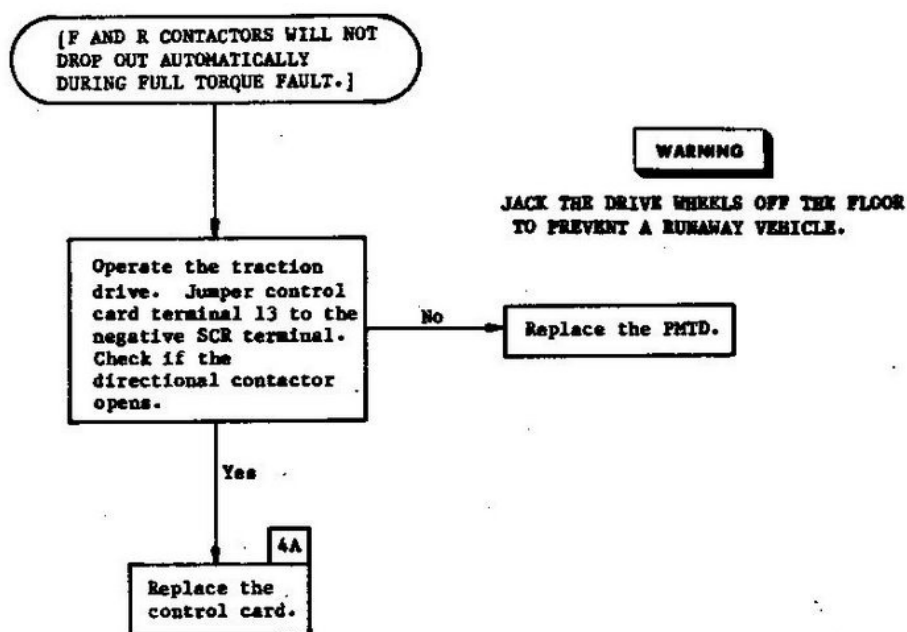 [F AND R CONTACTORS WILL NOT
DROP OUT AUTOMATICALLY
DURING FULL TORQUE FAULT.]
WARNING
JACK THE DRIVE WHEELS OFF THE FLOOR
TO PREVENT A RUNAWAY VEHICLE.
Operate the traction
drive. Jumper control
card terminal 13 to the
negative SCR terminal.
Check if the
directional contactor
opens.
No
Replace the PMTD.
Yes
4A
Replace the
control card.